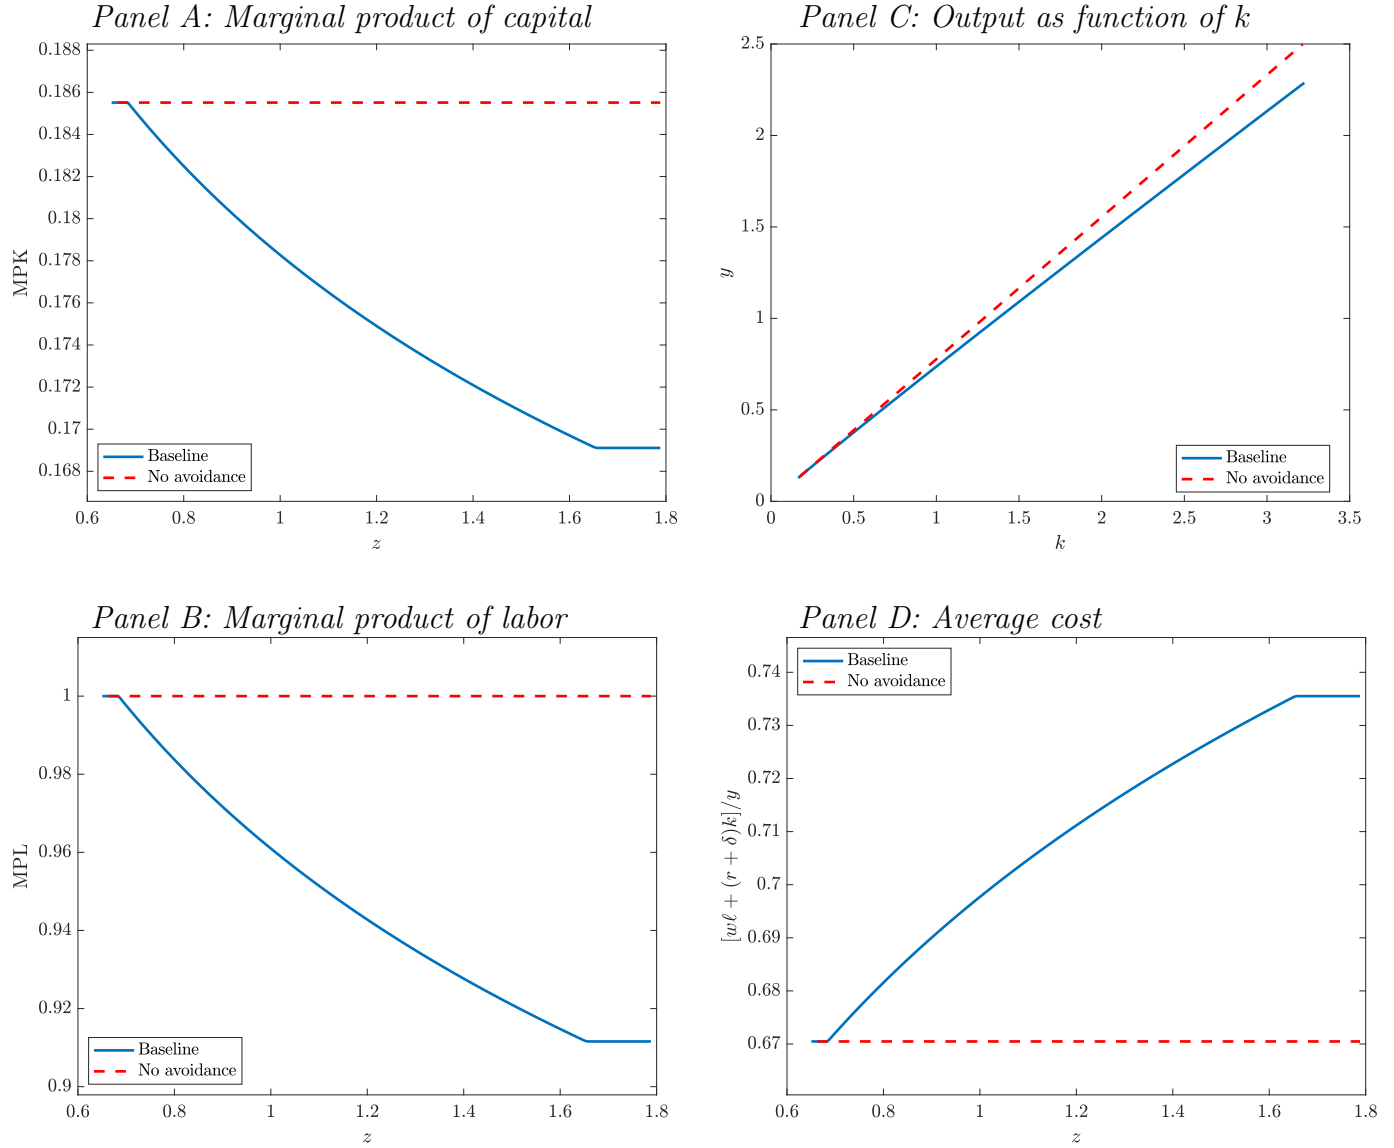 Panel A: Marginal product of capital
0.188
0.186
0.184
0.182
0.18
0.178
0.176
0.174
0.172
0.17
0.168
MPK
Baseline
No avoidance
0.6 0.8 1 1.2 1.4 1.6 1.8
z
Panel C: Output as function of k
2.5
2
1.5
1
0.5
0
y
Baseline
No avoidance
0 0.5 1 1.5 2 2.5 3 3.5
k
Panel B: Marginal product of labor
1
0.98
0.96
0.94
0.92
0.9
MPL
Baseline
No avoidance
0.6 0.8 1 1.2 1.4 1.6 1.8
z
Panel D: Average cost
Baseline
No avoidance
0.74
0.73
0.72
0.71
0.7
0.69
0.68
0.67
[wℓ + (r + δ)k]/y
0.6 0.8 1 1.2 1.4 1.6 1.8
z